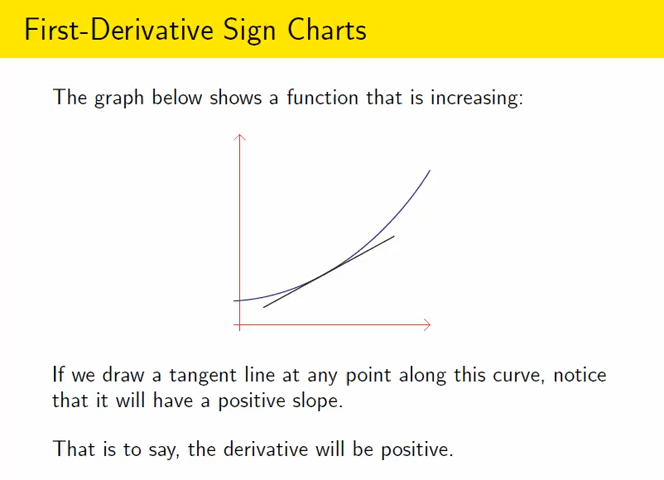 First-Derivative Sign Charts
The graph below shows a function that is increasing:
If we draw a tangent line at any point along this curve, notice
that it will have a positive slope.
That is to say, the derivative will be positive.